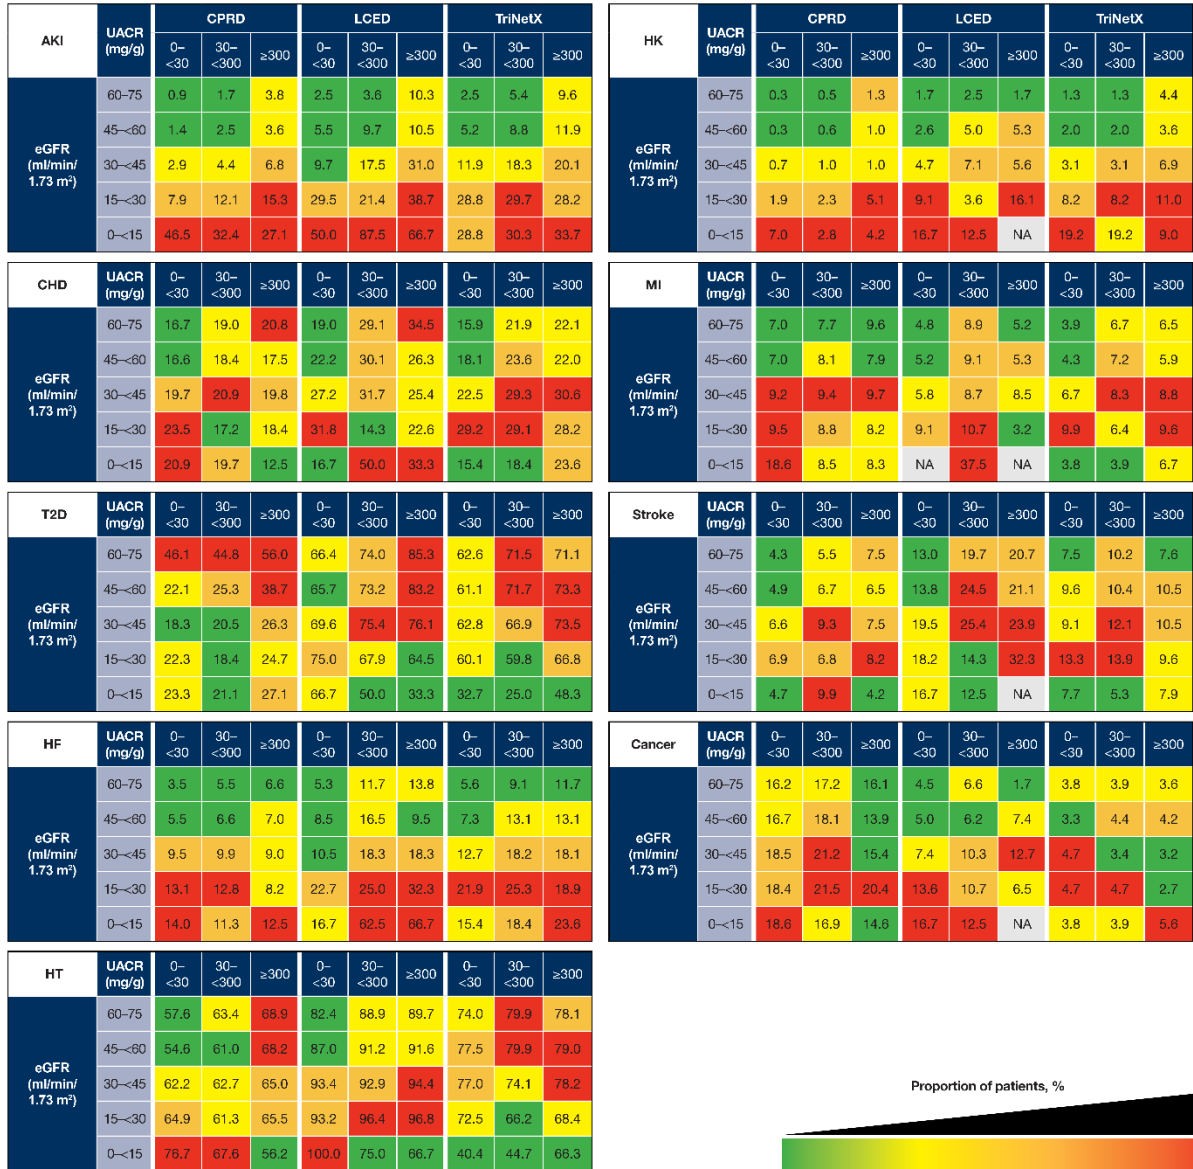 AKI UACR (mg/g) CPRD LCED TriNetX
0–<30 30–<300 ≥300 0–<30 30–<300 ≥300 0–<30 30–<300 ≥300
eGFR (ml/min/1.73 m²)
60–75 0.9 1.7 3.8 2.5 3.6 10.3 2.5 5.4 9.6
45–<60 1.4 2.5 3.6 5.5 9.7 10.5 5.2 8.8 11.9
30–<45 2.9 4.4 6.8 9.7 17.5 31.0 11.9 18.3 20.1
15–<30 7.9 12.1 15.3 29.5 21.4 38.7 28.8 29.7 28.2
0–<15 46.5 32.4 27.1 50.0 87.5 66.7 28.8 30.3 33.7
HK UACR (mg/g) CPRD LCED TriNetX
0–<30 30–<300 ≥300 0–<30 30–<300 ≥300 0–<30 30–<300 ≥300
eGFR (ml/min/1.73 m²)
60–75 0.3 0.5 1.3 1.7 2.5 1.7 1.3 1.3 4.4
45–<60 0.3 0.6 1.0 2.6 5.0 5.3 2.0 2.0 3.6
30–<45 0.7 1.0 1.0 4.7 7.1 5.6 3.1 3.1 6.9
15–<30 1.9 2.3 5.1 9.1 3.6 16.1 8.2 8.2 11.0
0–<15 7.0 2.8 4.2 16.7 12.5 NA 19.2 19.2 9.0
CHD UACR (mg/g) 0–<30 30–<300 ≥300 0–<30 30–<300 ≥300 0–<30 30–<300 ≥300
eGFR (ml/min/1.73 m²)
60–75 16.7 19.0 20.8 19.0 29.1 34.5 15.9 21.9 22.1
45–<60 16.6 18.4 17.5 22.2 30.1 26.3 18.1 23.6 22.0
30–<45 19.7 20.9 19.8 27.2 31.7 25.4 22.5 29.3 30.6
15–<30 23.5 17.2 18.4 31.8 14.3 22.6 29.2 29.1 28.2
0–<15 20.9 19.7 12.5 16.7 50.0 33.3 15.4 18.4 23.6
MI UACR (mg/g) 0–<30 30–<300 ≥300 0–<30 30–<300 ≥300 0–<30 30–<300 ≥300
eGFR (ml/min/1.73 m²)
60–75 7.0 7.7 9.6 4.8 8.9 5.2 3.9 6.7 6.5
45–<60 7.0 8.1 7.9 5.2 9.1 5.3 4.3 7.2 5.9
30–<45 9.2 9.4 9.7 5.8 8.7 8.5 6.7 8.3 8.8
15–<30 9.5 8.8 8.2 9.1 10.7 3.2 9.9 6.4 9.6
0–<15 18.6 8.5 8.3 NA 37.5 NA 3.8 3.9 6.7
T2D UACR (mg/g) 0–<30 30–<300 ≥300 0–<30 30–<300 ≥300 0–<30 30–<300 ≥300
eGFR (ml/min/1.73 m²)
60–75 46.1 44.8 56.0 66.4 74.0 85.3 62.6 71.5 71.1
45–<60 22.1 25.3 38.7 65.7 73.2 83.2 61.1 71.7 73.3
30–<45 18.3 20.5 26.3 69.6 75.4 76.1 62.8 66.9 73.5
15–<30 22.3 18.4 24.7 75.0 67.9 64.5 60.1 59.8 66.8
0–<15 23.3 21.1 27.1 66.7 50.0 33.3 32.7 25.0 48.3
Stroke UACR (mg/g) 0–<30 30–<300 ≥300 0–<30 30–<300 ≥300 0–<30 30–<300 ≥300
eGFR (ml/min/1.73 m²)
60–75 4.3 5.5 7.5 13.0 19.7 20.7 7.5 10.2 7.6
45–<60 4.9 6.7 6.5 13.8 24.5 21.1 9.6 10.4 10.5
30–<45 6.6 9.3 7.5 19.5 25.4 23.9 9.1 12.1 10.5
15–<30 6.9 6.8 8.2 18.2 14.3 32.3 13.3 13.9 9.6
0–<15 4.7 9.9 4.2 16.7 12.5 NA 7.7 5.3 7.9
HF UACR (mg/g) 0–<30 30–<300 ≥300 0–<30 30–<300 ≥300 0–<30 30–<300 ≥300
eGFR (ml/min/1.73 m²)
60–75 3.5 5.5 6.6 5.3 11.7 13.8 5.6 9.1 11.7
45–<60 5.5 6.6 7.0 8.5 16.5 9.5 7.3 13.1 13.1
30–<45 9.5 9.9 9.0 10.5 18.3 18.3 12.7 18.2 18.1
15–<30 13.1 12.8 8.2 22.7 25.0 32.3 21.9 25.3 18.9
0–<15 14.0 11.3 12.5 16.7 62.5 66.7 15.4 18.4 23.6
Cancer UACR (mg/g) 0–<30 30–<300 ≥300 0–<30 30–<300 ≥300 0–<30 30–<300 ≥300
eGFR (ml/min/1.73 m²)
60–75 16.2 17.2 16.1 4.5 6.6 1.7 3.8 3.9 3.6
45–<60 16.7 18.1 13.9 5.0 6.2 7.4 3.3 4.4 4.2
30–<45 18.5 21.2 15.4 7.4 10.3 12.7 4.7 3.4 3.2
15–<30 18.4 21.5 20.4 13.6 10.7 6.5 4.7 4.7 2.7
0–<15 18.6 16.9 14.6 16.7 12.5 NA 3.8 3.9 5.6
HT UACR (mg/g) 0–<30 30–<300 ≥300 0–<30 30–<300 ≥300 0–<30 30–<300 ≥300
eGFR (ml/min/1.73 m²)
60–75 57.6 63.4 68.9 82.4 88.9 89.7 74.0 79.9 78.1
45–<60 54.6 61.0 68.2 87.0 91.2 91.6 77.5 79.9 79.0
30–<45 62.2 62.7 65.0 93.4 92.9 94.4 77.0 74.1 78.2
15–<30 64.9 61.3 65.5 93.2 96.4 96.8 72.5 66.2 68.4
0–<15 76.7 67.6 56.2 100.0 75.0 66.7 40.4 44.7 66.3
Proportion of patients, %